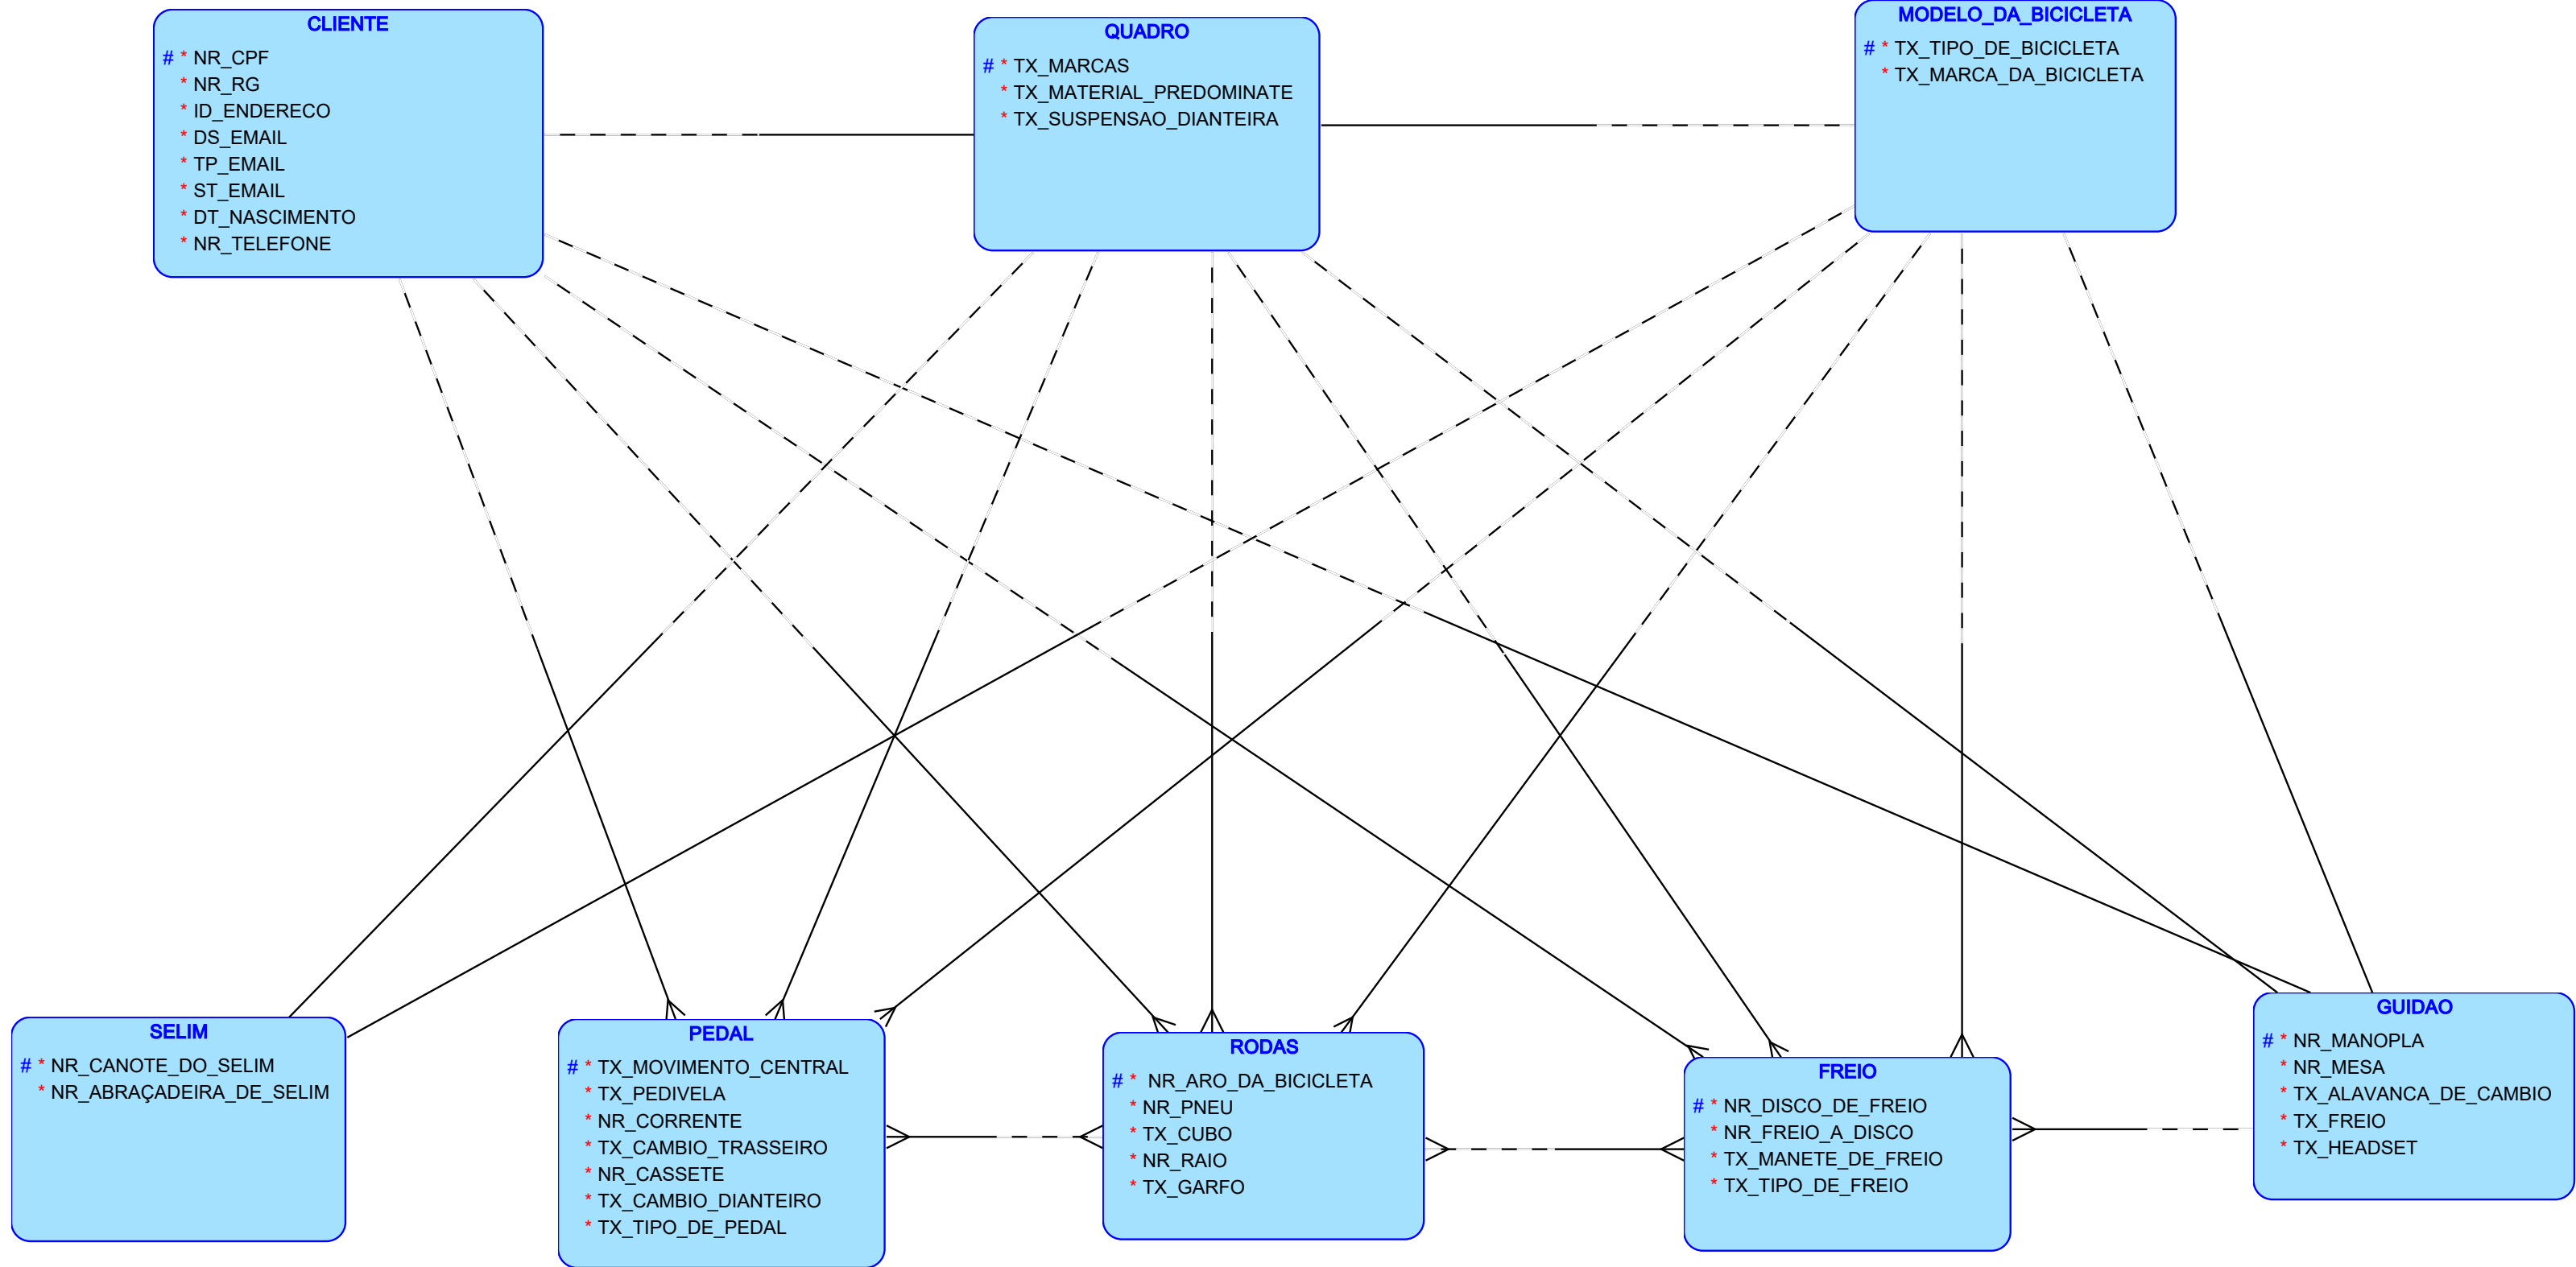 CLIENTE
# * NR_CPF
* NR_RG
* ID_ENDERECO
* DS_EMAIL
* TP_EMAIL
* ST_EMAIL
* DT_NASCIMENTO
* NR_TELEFONE
QUADRO
# * TX_MARCAS
* TX_MATERIAL_PREDOMINATE
* TX_SUSPENSAO_DIANTEIRA
MODELO_DA_BICICLETA
# * TX_TIPO_DE_BICICLETA
* TX_MARCA_DA_BICICLETA
SELIM
# * NR_CANOTE_DO_SELIM
* NR_ABRAÇADEIRA_DE_SELIM
PEDAL
# * TX_MOVIMENTO_CENTRAL
* TX_PEDIVELA
* NR_CORRENTE
* TX_CAMBIO_TRASSEIRO
* NR_CASSETE
* TX_CAMBIO_DIANTEIRO
* TX_TIPO_DE_PEDAL
RODAS
# * NR_ARO_DA_BICICLETA
* NR_PNEU
* TX_CUBO
* NR_RAIO
* TX_GARFO
FREIO
# * NR_DISCO_DE_FREIO
* NR_FREIO_A_DISCO
* TX_MANETE_DE_FREIO
* TX_TIPO_DE_FREIO
GUIDAO
# * NR_MANOPLA
* NR_MESA
* TX_ALAVANCA_DE_CAMBIO
* TX_FREIO
* TX_HEADSET